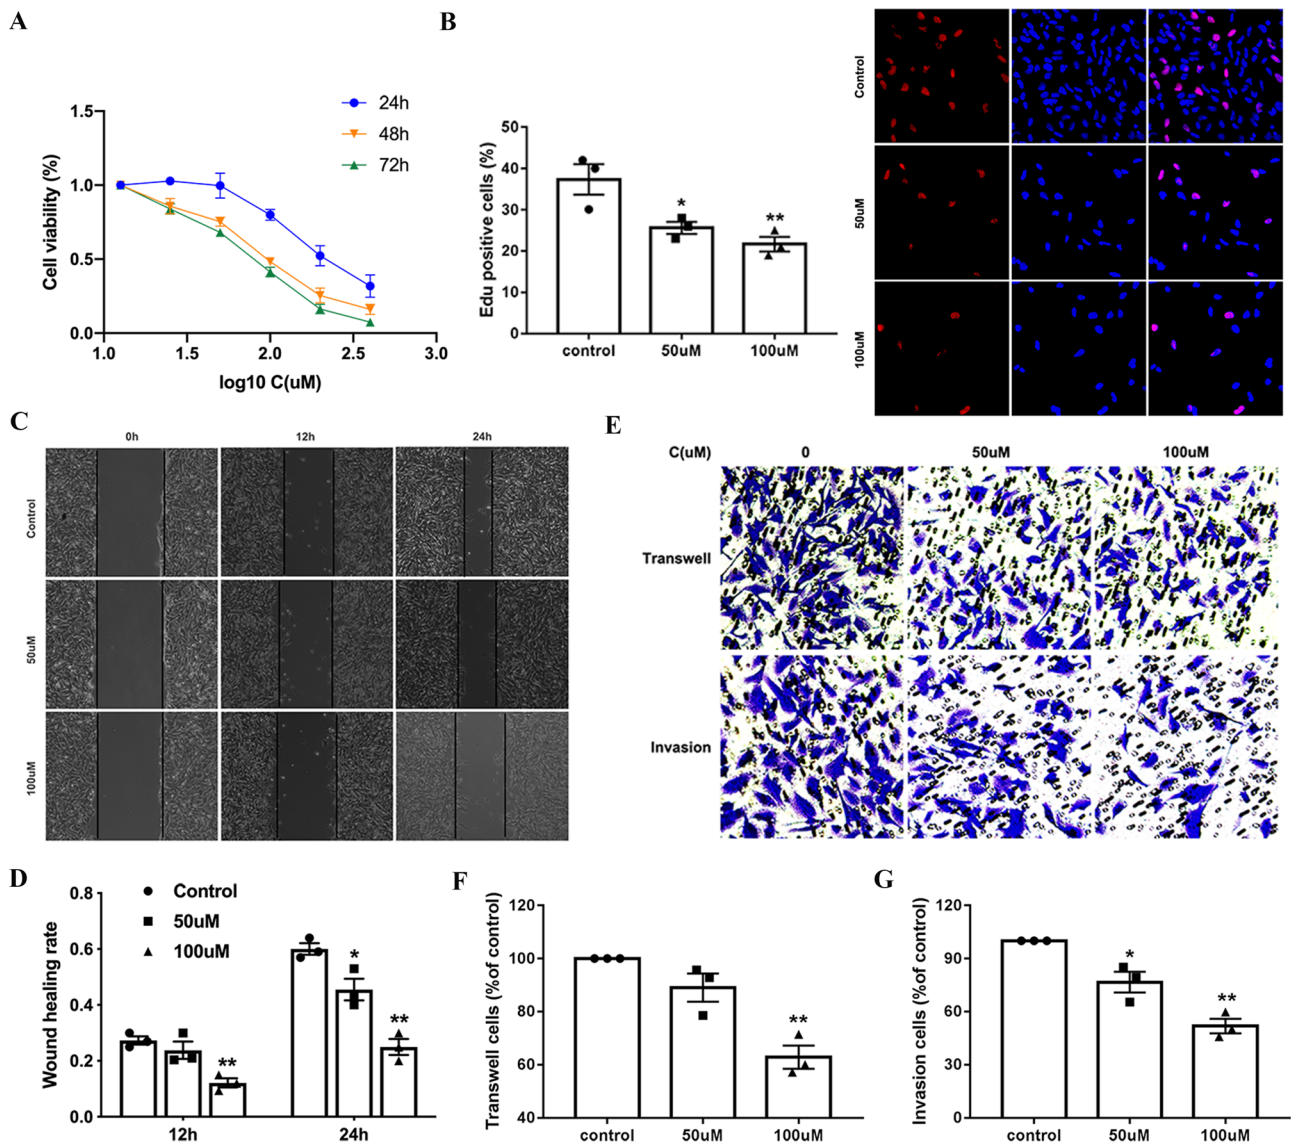 A
24h
48h
72h
1.5
1.0
0.5
0.0
Cell viability (%)
1.0 1.5 2.0 2.5 3.0
log10 C(uM)
B
50
40
30
20
10
0
Edu positive cells (%)
*
**
control 50uM 100uM
Control
50uM
100uM
C
0h 12h 24h
Control
50uM
100uM
E
C(uM) 0 50uM 100uM
Transwell
Invasion
D
Control
50uM
100uM
0.8
0.6
0.4
0.2
0.0
Wound healing rate
**
*
**
12h 24h
F
120
100
80
60
40
Transwell cells (%of control)
**
control 50uM 100uM
G
120
90
60
30
0
Invasion cells (%of control)
*
**
control 50uM 100uM